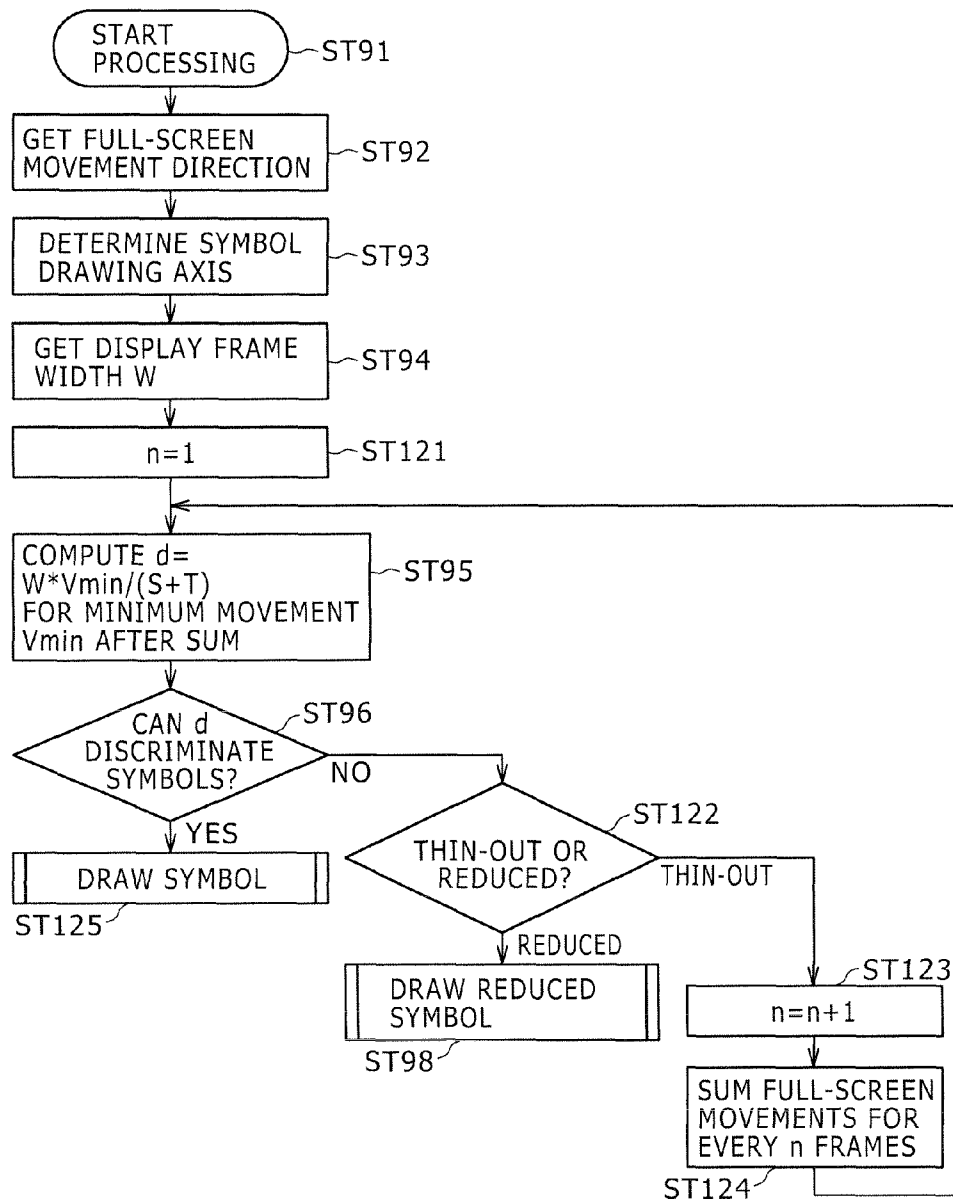 START
PROCESSING
ST91
GET FULL-SCREEN
MOVEMENT DIRECTION
ST92
DETERMINE SYMBOL
DRAWING AXIS
ST93
GET DISPLAY FRAME
WIDTH W
ST94
n=1
ST121
COMPUTE d=
W*Vmin/(S+T)
FOR MINIMUM MOVEMENT
Vmin AFTER SUM
ST95
CAN d
DISCRIMINATE
SYMBOLS?
ST96
NO
YES
DRAW SYMBOL
ST125
THIN-OUT OR
REDUCED?
ST122
THIN-OUT
REDUCED
DRAW REDUCED
SYMBOL
ST98
ST123
n=n+1
SUM FULL-SCREEN
MOVEMENTS FOR
EVERY n FRAMES
ST124